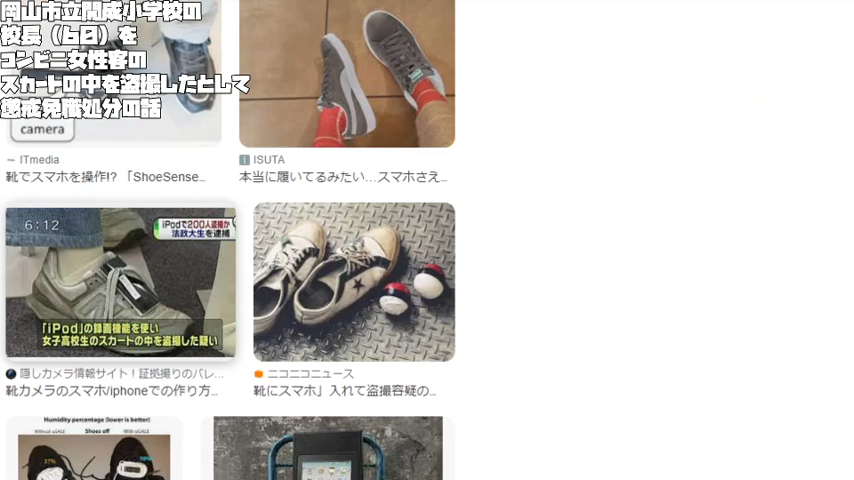 岡山市立開成小学校の
校長（60）を
コンビニ女性客の
スカートの中を盗撮したとして
懲戒免職処分の話
camera
ITmedia
ISUTA
靴でスマホを操作!? 「ShoeSense…
本当に履いてるみたい…スマホさえ…
6:12
iPodで200人盗撮か
法政大生を逮捕
「iPod」の録画機能を使い
女子高校生のスカートの中を盗撮した疑い
隠しカメラ情報サイト！証拠撮りのバレ…
ニコニコニュース
靴カメラのスマホ/iphoneでの作り方…
靴にスマホ」入れて盗撮容疑の…
Humidity percentage (lower is better)
Without uGALE Shoes off With uGALE